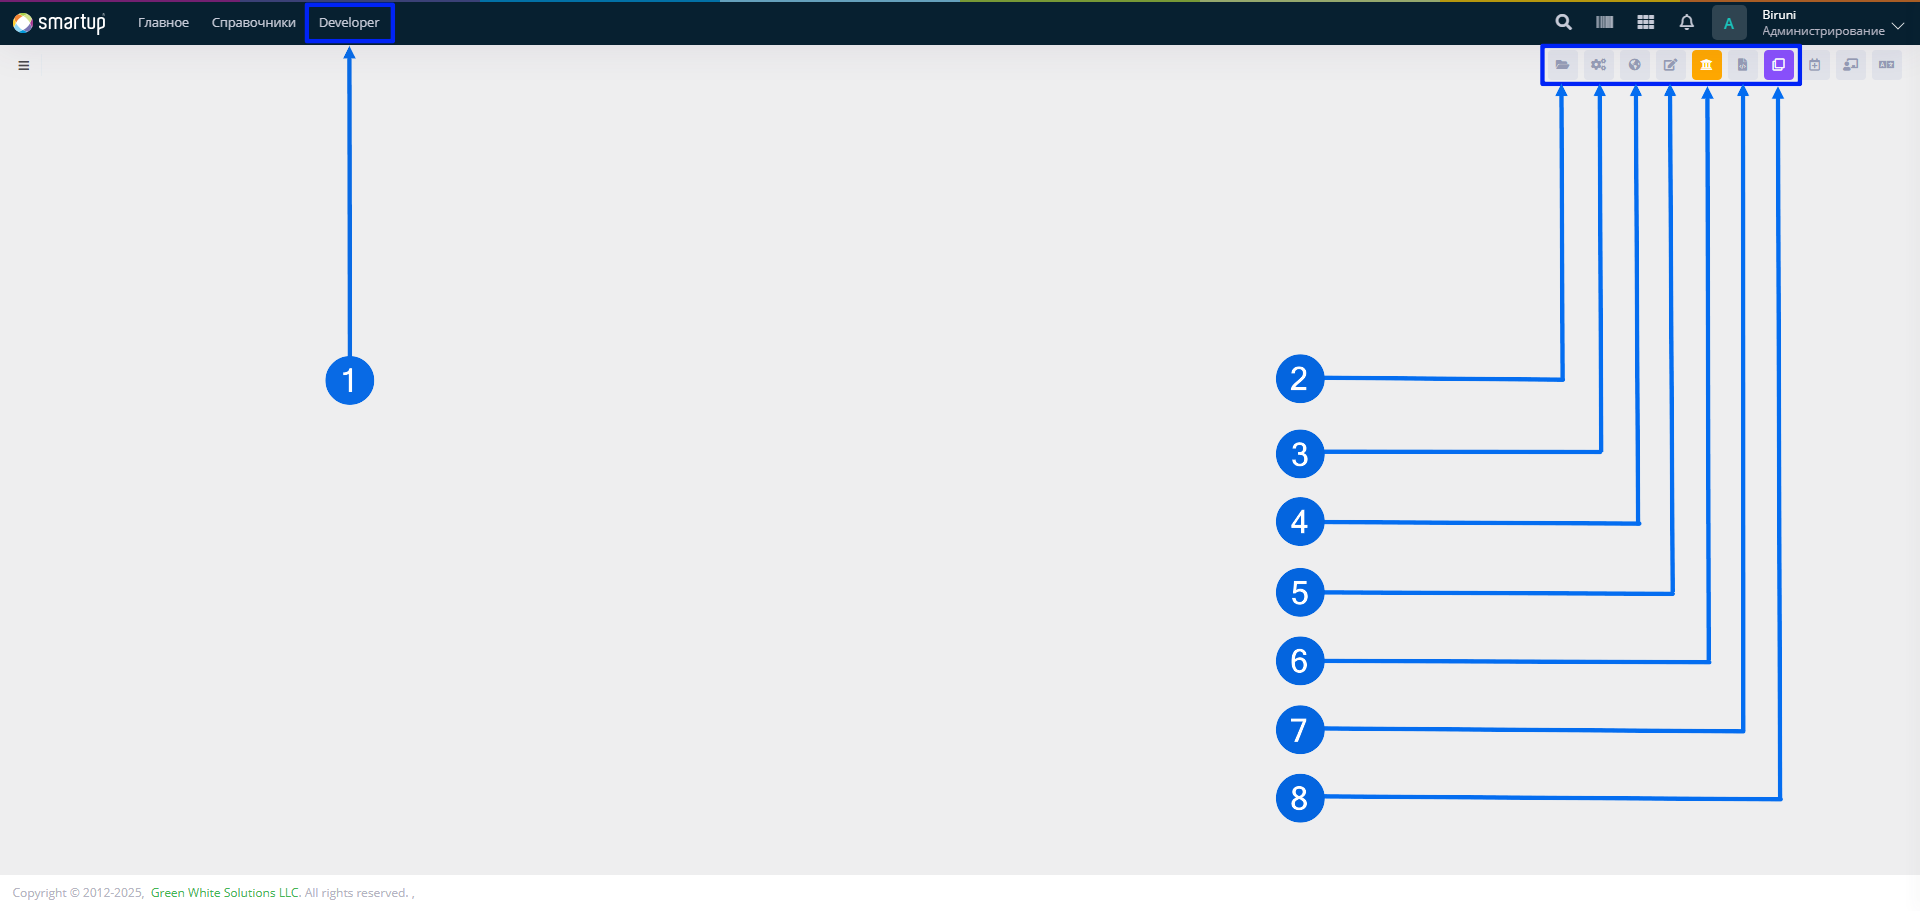 smartup
Главное
Справочники
Developer
A
Biruni
Администрирование
1
2
3
4
5
6
7
8
Copyright © 2012-2025, Green White Solutions LLC. All rights reserved. ,